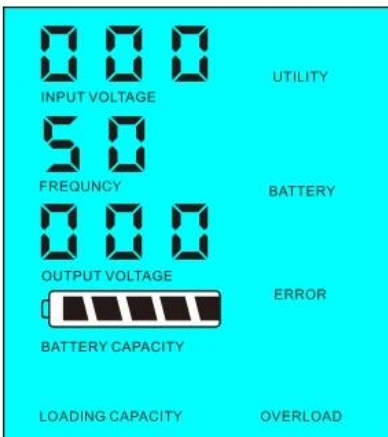 000
INPUT VOLTAGE
UTILITY
50
FREQUNCY
BATTERY
000
OUTPUT VOLTAGE
ERROR
BATTERY CAPACITY
LOADING CAPACITY
OVERLOAD